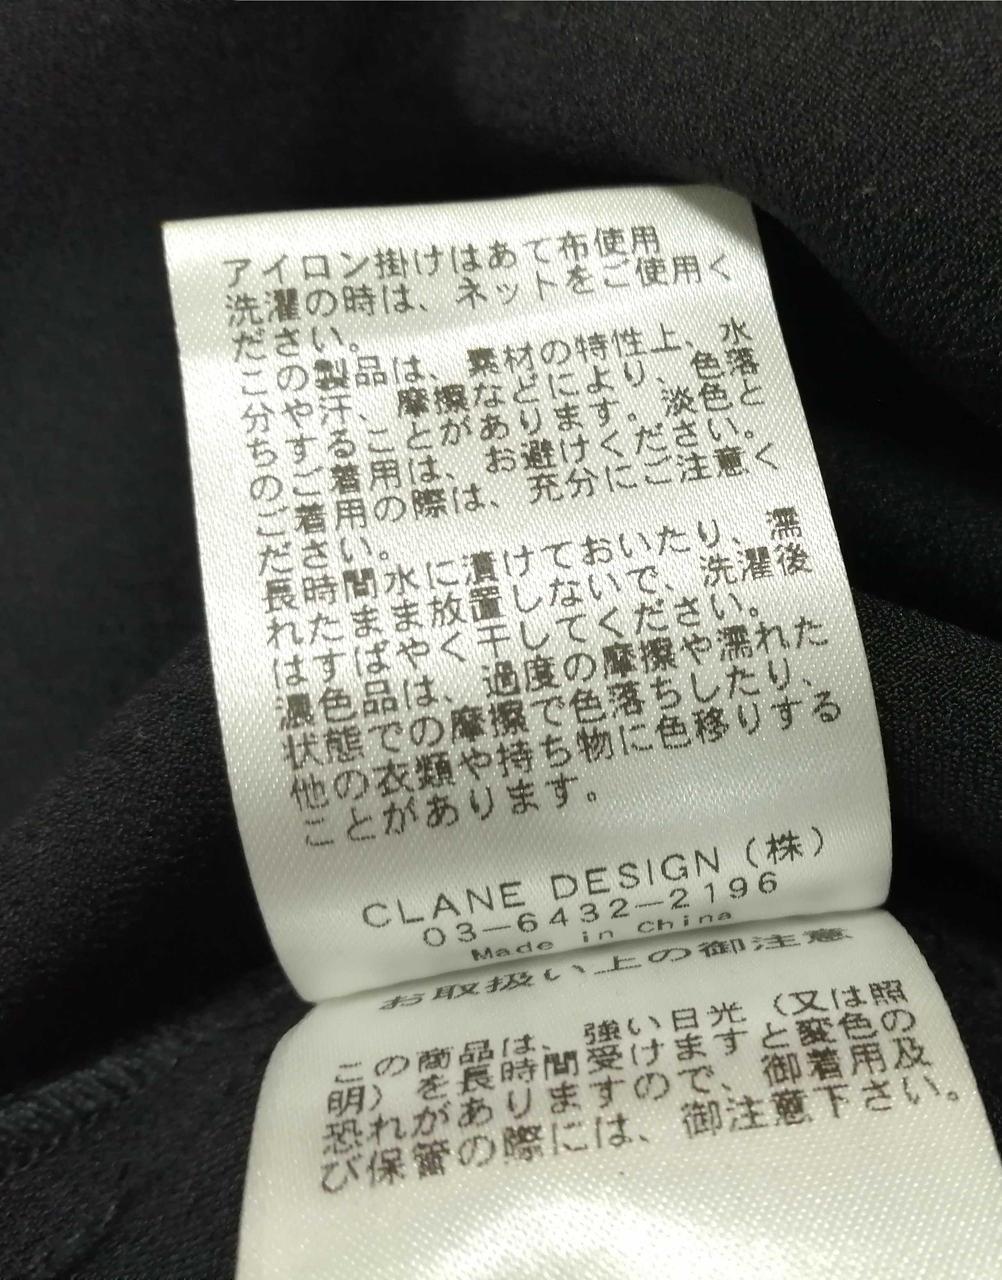 アイロン掛けはあて布使用
洗濯の時は、ネットをご使用く
ださい。
この製品は、素材の特性上、水
分や汗、摩擦などにより、色落
ちすることがあります。淡色と
のご着用は、お避けください。
ご着用の際は、充分にご注意く
ださい。
長時間水に漬けておいたり、濡
れたまま放置しないで、洗濯後
はすばやく干してください。
濃色品は、過度の摩擦や濡れた
状態での摩擦で色落ちしたり、
他の衣類や持ち物に色移りする
ことがあります。
CLANE DESIGN（株）
03-6432-2196
Made in China
お取扱い上の御注意
この商品は、強い日光（又は照
明）を長時間受けますと変色の
恐れがありますので、御着用及
び保管の際には、御注意下さい。